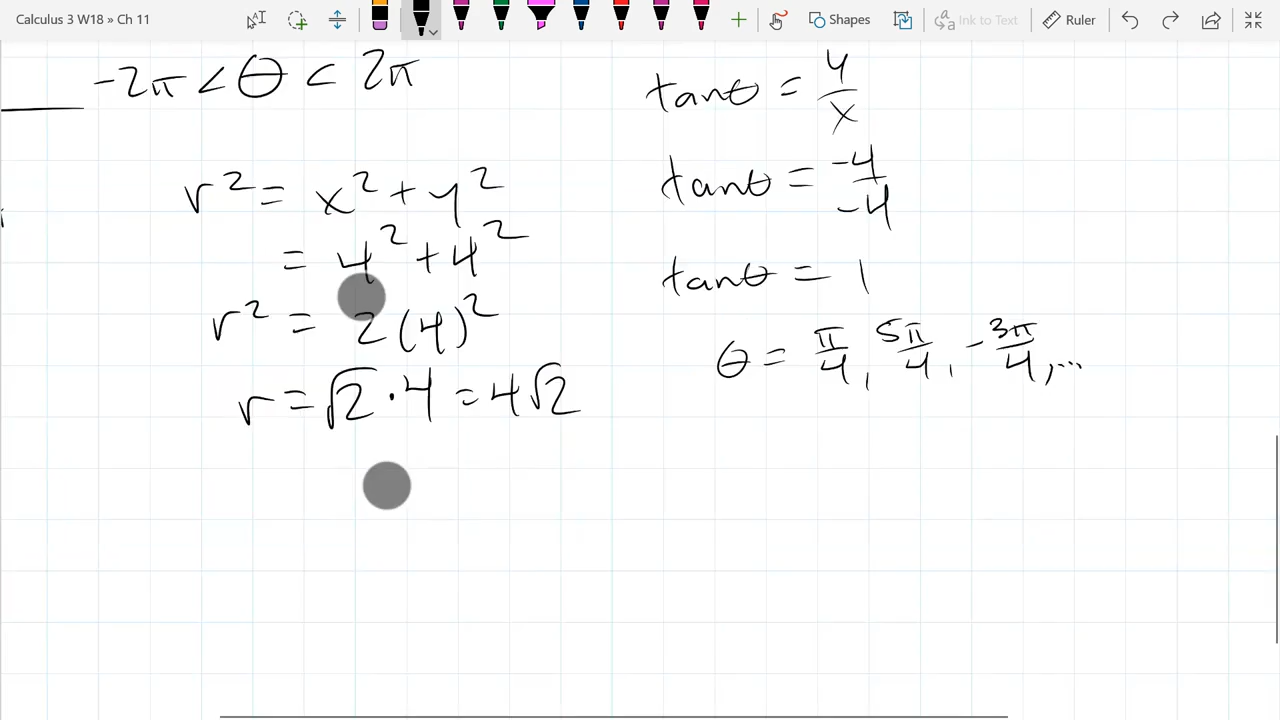 Calculus 3 W18 » Ch 11
Shapes
Ink to Text
Ruler
-2π < θ < 2π
r² = x² + y²
= 4² + 4²
r² = 2(4)²
r = √2 · 4 = 4√2
tanθ = y/x
tanθ = -4/-4
tanθ = 1
θ = π/4, 5π/4, -3π/4, ...